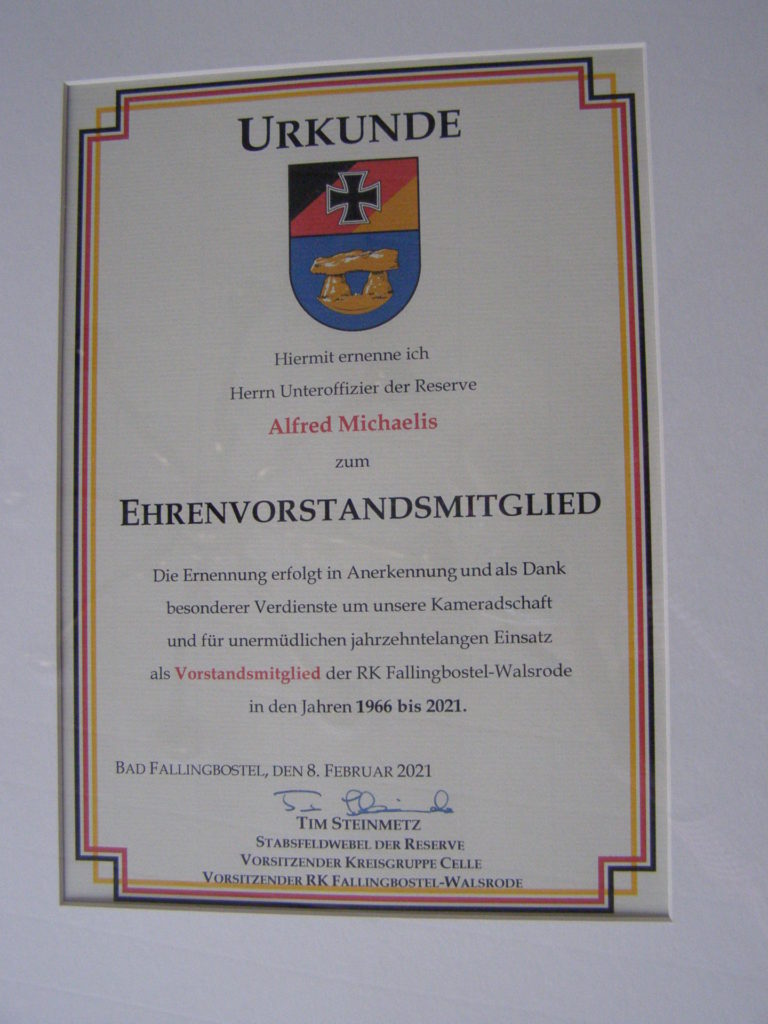 URKUNDE
Hiermit ernenne ich
Herrn Unteroffizier der Reserve
Alfred Michaelis
zum
EHRENVORSTANDSMITGLIED
Die Ernennung erfolgt in Anerkennung und als Dank
besonderer Verdienste um unsere Kameradschaft
und für unermüdlichen jahrzehntelangen Einsatz
als Vorstandsmitglied der RK Fallingbostel-Walsrode
in den Jahren 1966 bis 2021.
BAD FALLINGBOSTEL, DEN 8. FEBRUAR 2021
TIM STEINMETZ
STABSFELDWEBEL DER RESERVE
VORSITZENDER KREISGRUPPE CELLE
VORSITZENDER RK FALLINGBOSTEL-WALSRODE